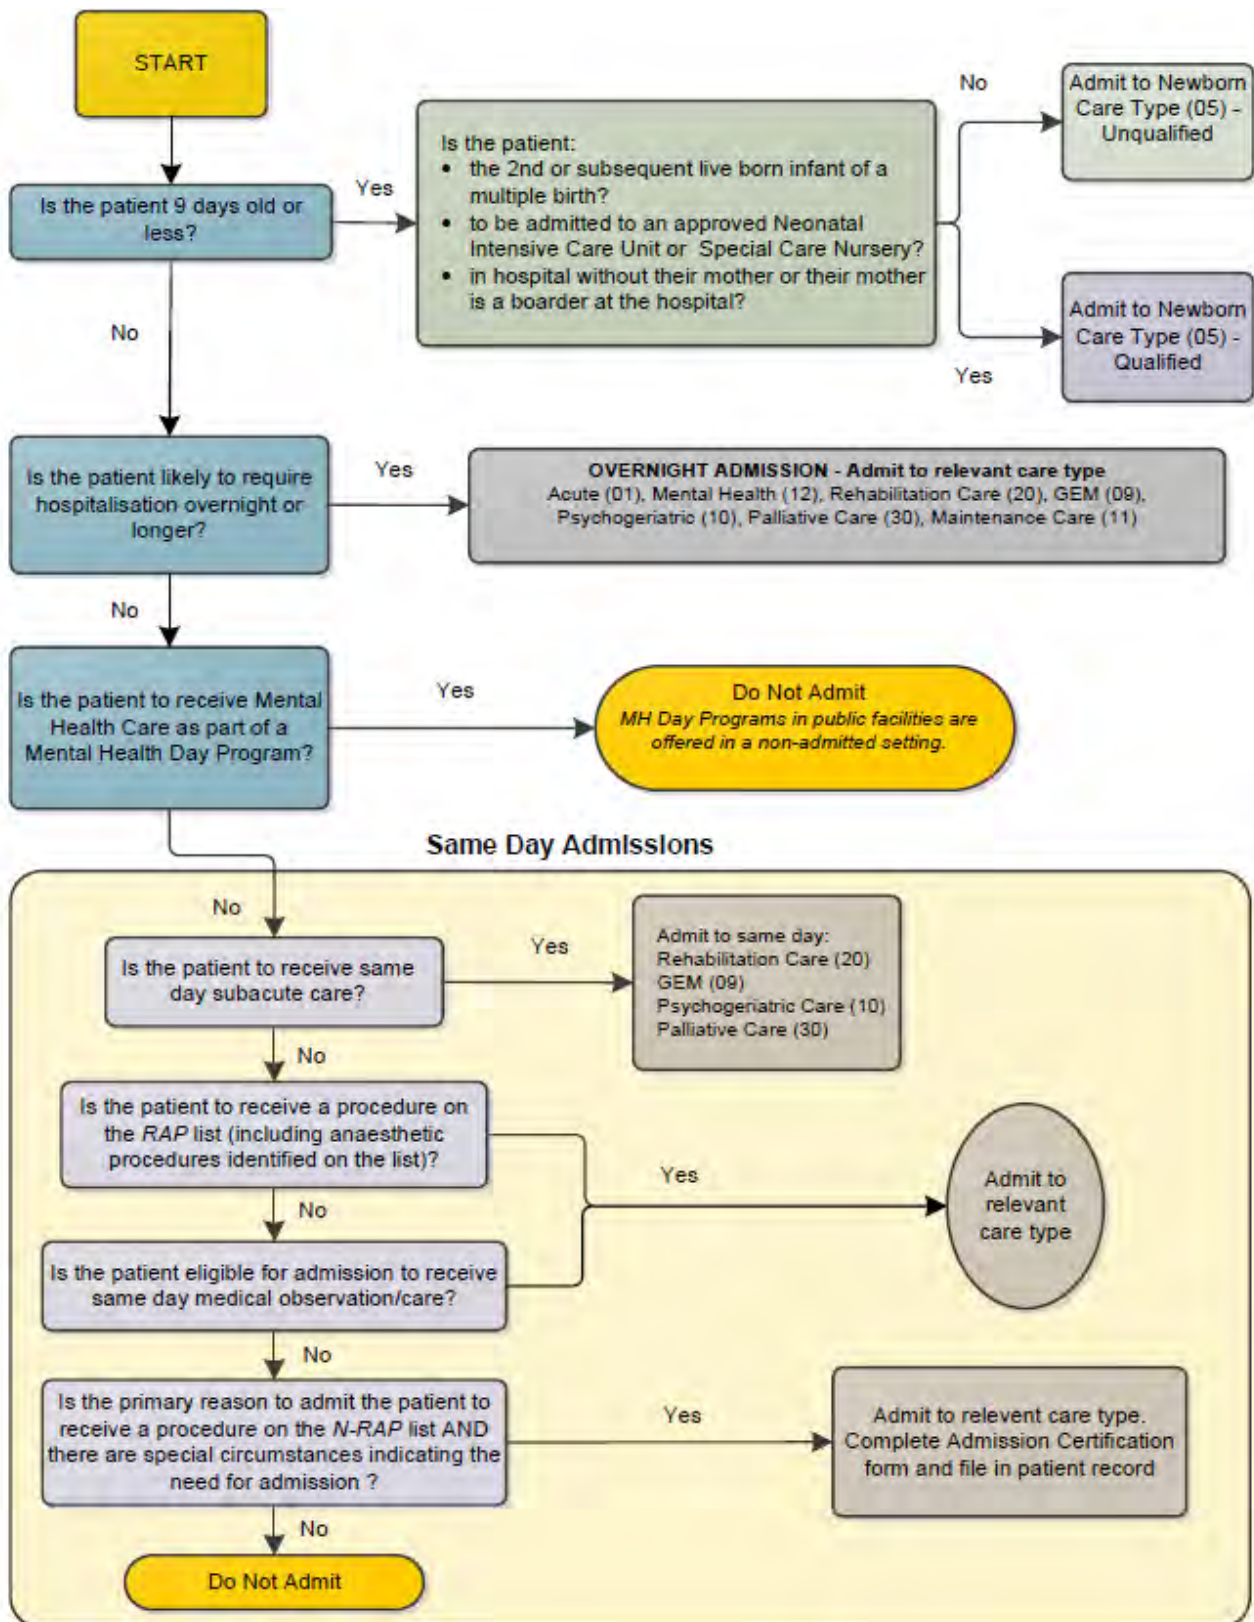 START
Is the patient 9 days old or
less?
Yes
Is the patient:
• the 2nd or subsequent live born infant of a
multiple birth?
• to be admitted to an approved Neonatal
Intensive Care Unit or Special Care Nursery?
• in hospital without their mother or their mother
is a boarder at the hospital?
No
Admit to Newborn
Care Type (05) -
Unqualified
Yes
Admit to Newborn
Care Type (05) -
Qualified
No
Is the patient likely to require
hospitalisation overnight or
longer?
Yes
OVERNIGHT ADMISSION - Admit to relevant care type
Acute (01), Mental Health (12), Rehabilitation Care (20), GEM (09),
Psychogeriatric (10), Palliative Care (30), Maintenance Care (11)
No
Is the patient to receive Mental
Health Care as part of a
Mental Health Day Program?
Yes
Do Not Admit
MH Day Programs in public facilities are
offered in a non-admitted setting.
Same Day Admissions
No
Is the patient to receive same
day subacute care?
Yes
Admit to same day:
Rehabilitation Care (20)
GEM (09)
Psychogeriatric Care (10)
Palliative Care (30)
No
Is the patient to receive a procedure on
the RAP list (including anaesthetic
procedures identified on the list)?
Yes
Admit to
relevant
care type
No
Is the patient eligible for admission to receive
same day medical observation/care?
No
Is the primary reason to admit the patient to
receive a procedure on the N-RAP list AND
there are special circumstances indicating the
need for admission ?
Yes
Admit to relevent care type.
Complete Admission Certification
form and file in patient record
No
Do Not Admit